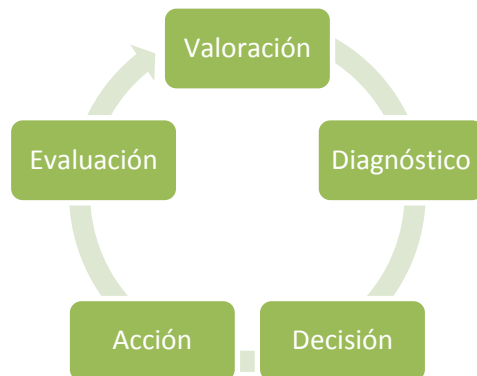 Valoración
Diagnóstico
Decisión
Acción
Evaluación